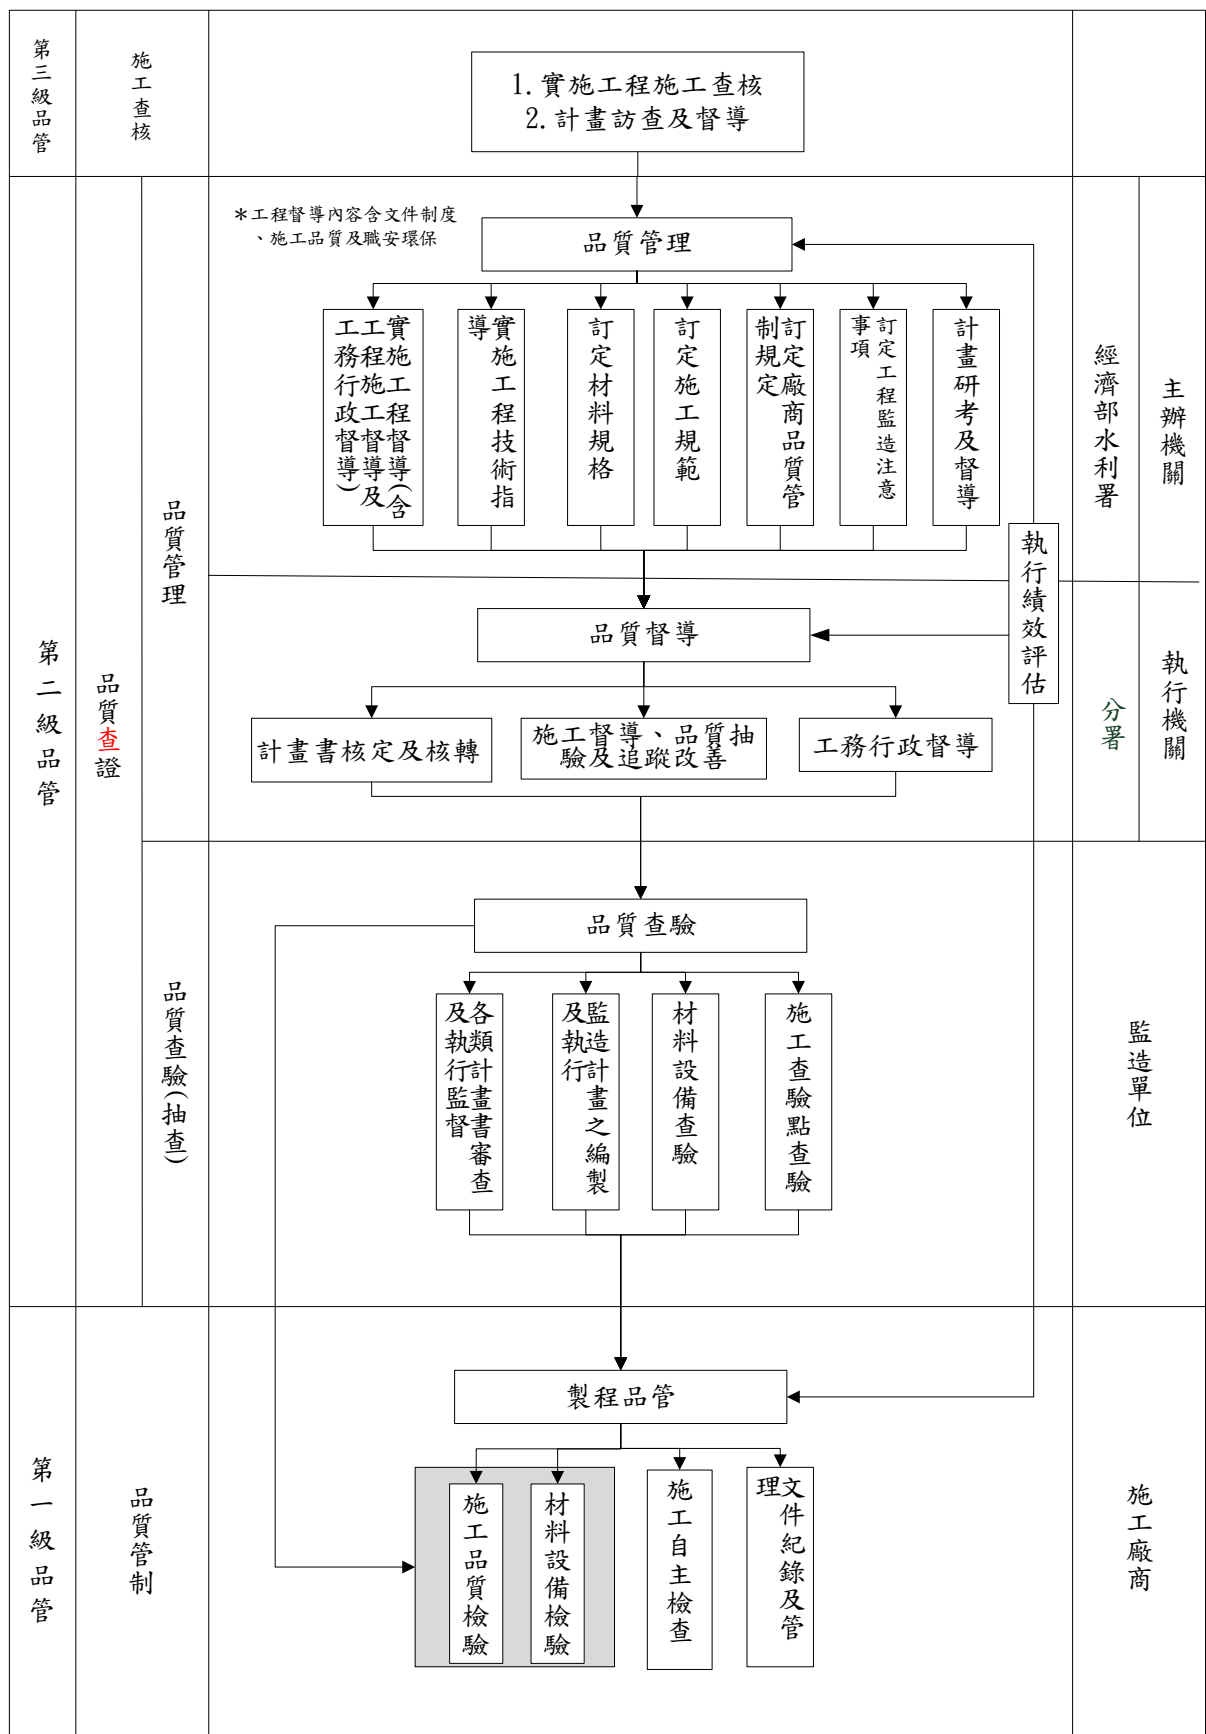 第三級品管
施工查核
1.實施工程施工查核
2.計畫訪查及督導
第二級品管
品質查證
品質管理
＊工程督導內容含文件制度
、施工品質及職安環保
品質管理
實施工程督導(含
工程施工督導及
工務行政督導)
實施工程技術指
導
訂定材料規格
訂定施工規範
訂定廠商品質管
制規定
訂定工程監造注意
事項
計畫研考及督導
經濟部水利署
主辦機關
執行績效評估
品質督導
計畫書核定及核轉
施工督導、品質抽
驗及追蹤改善
工務行政督導
分署
執行機關
品質查驗(抽查)
品質查驗
各類計畫書審查
及執行監督
監造計畫之編製
及執行
材料設備查驗
施工查驗點查驗
監造單位
第一級品管
品質管制
製程品管
施工品質檢驗
材料設備檢驗
施工自主檢查
文件紀錄及管
理
施工廠商